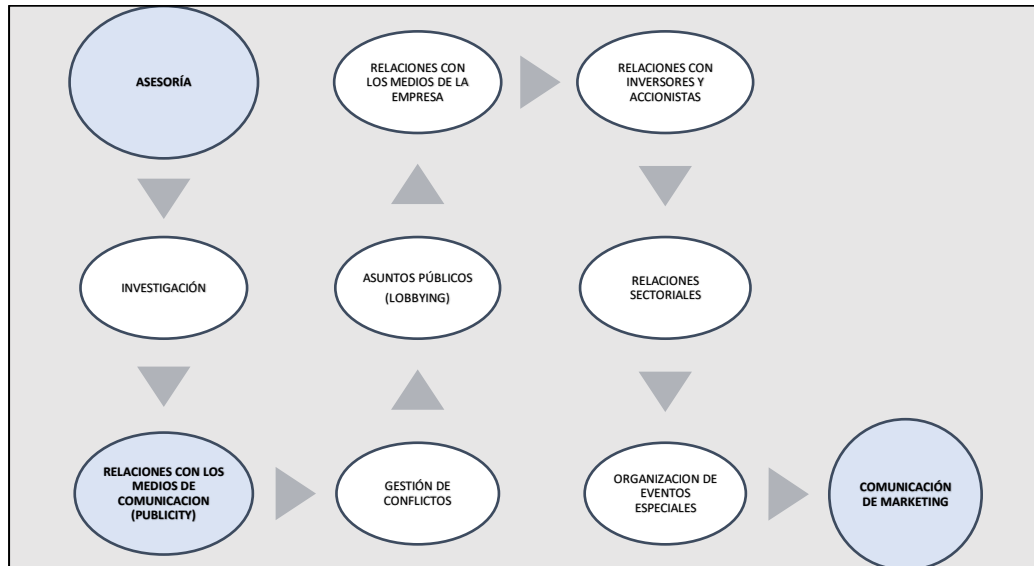 ASESORÍA
INVESTIGACIÓN
RELACIONES CON LOS
MEDIOS DE
COMUNICACION
(PUBLICITY)
GESTIÓN DE
CONFLICTOS
ASUNTOS PÚBLICOS
(LOBBYING)
RELACIONES CON
LOS MEDIOS DE LA
EMPRESA
RELACIONES CON
INVERSORES Y
ACCIONISTAS
RELACIONES
SECTORIALES
ORGANIZACION DE
EVENTOS
ESPECIALES
COMUNICACIÓN
DE MARKETING